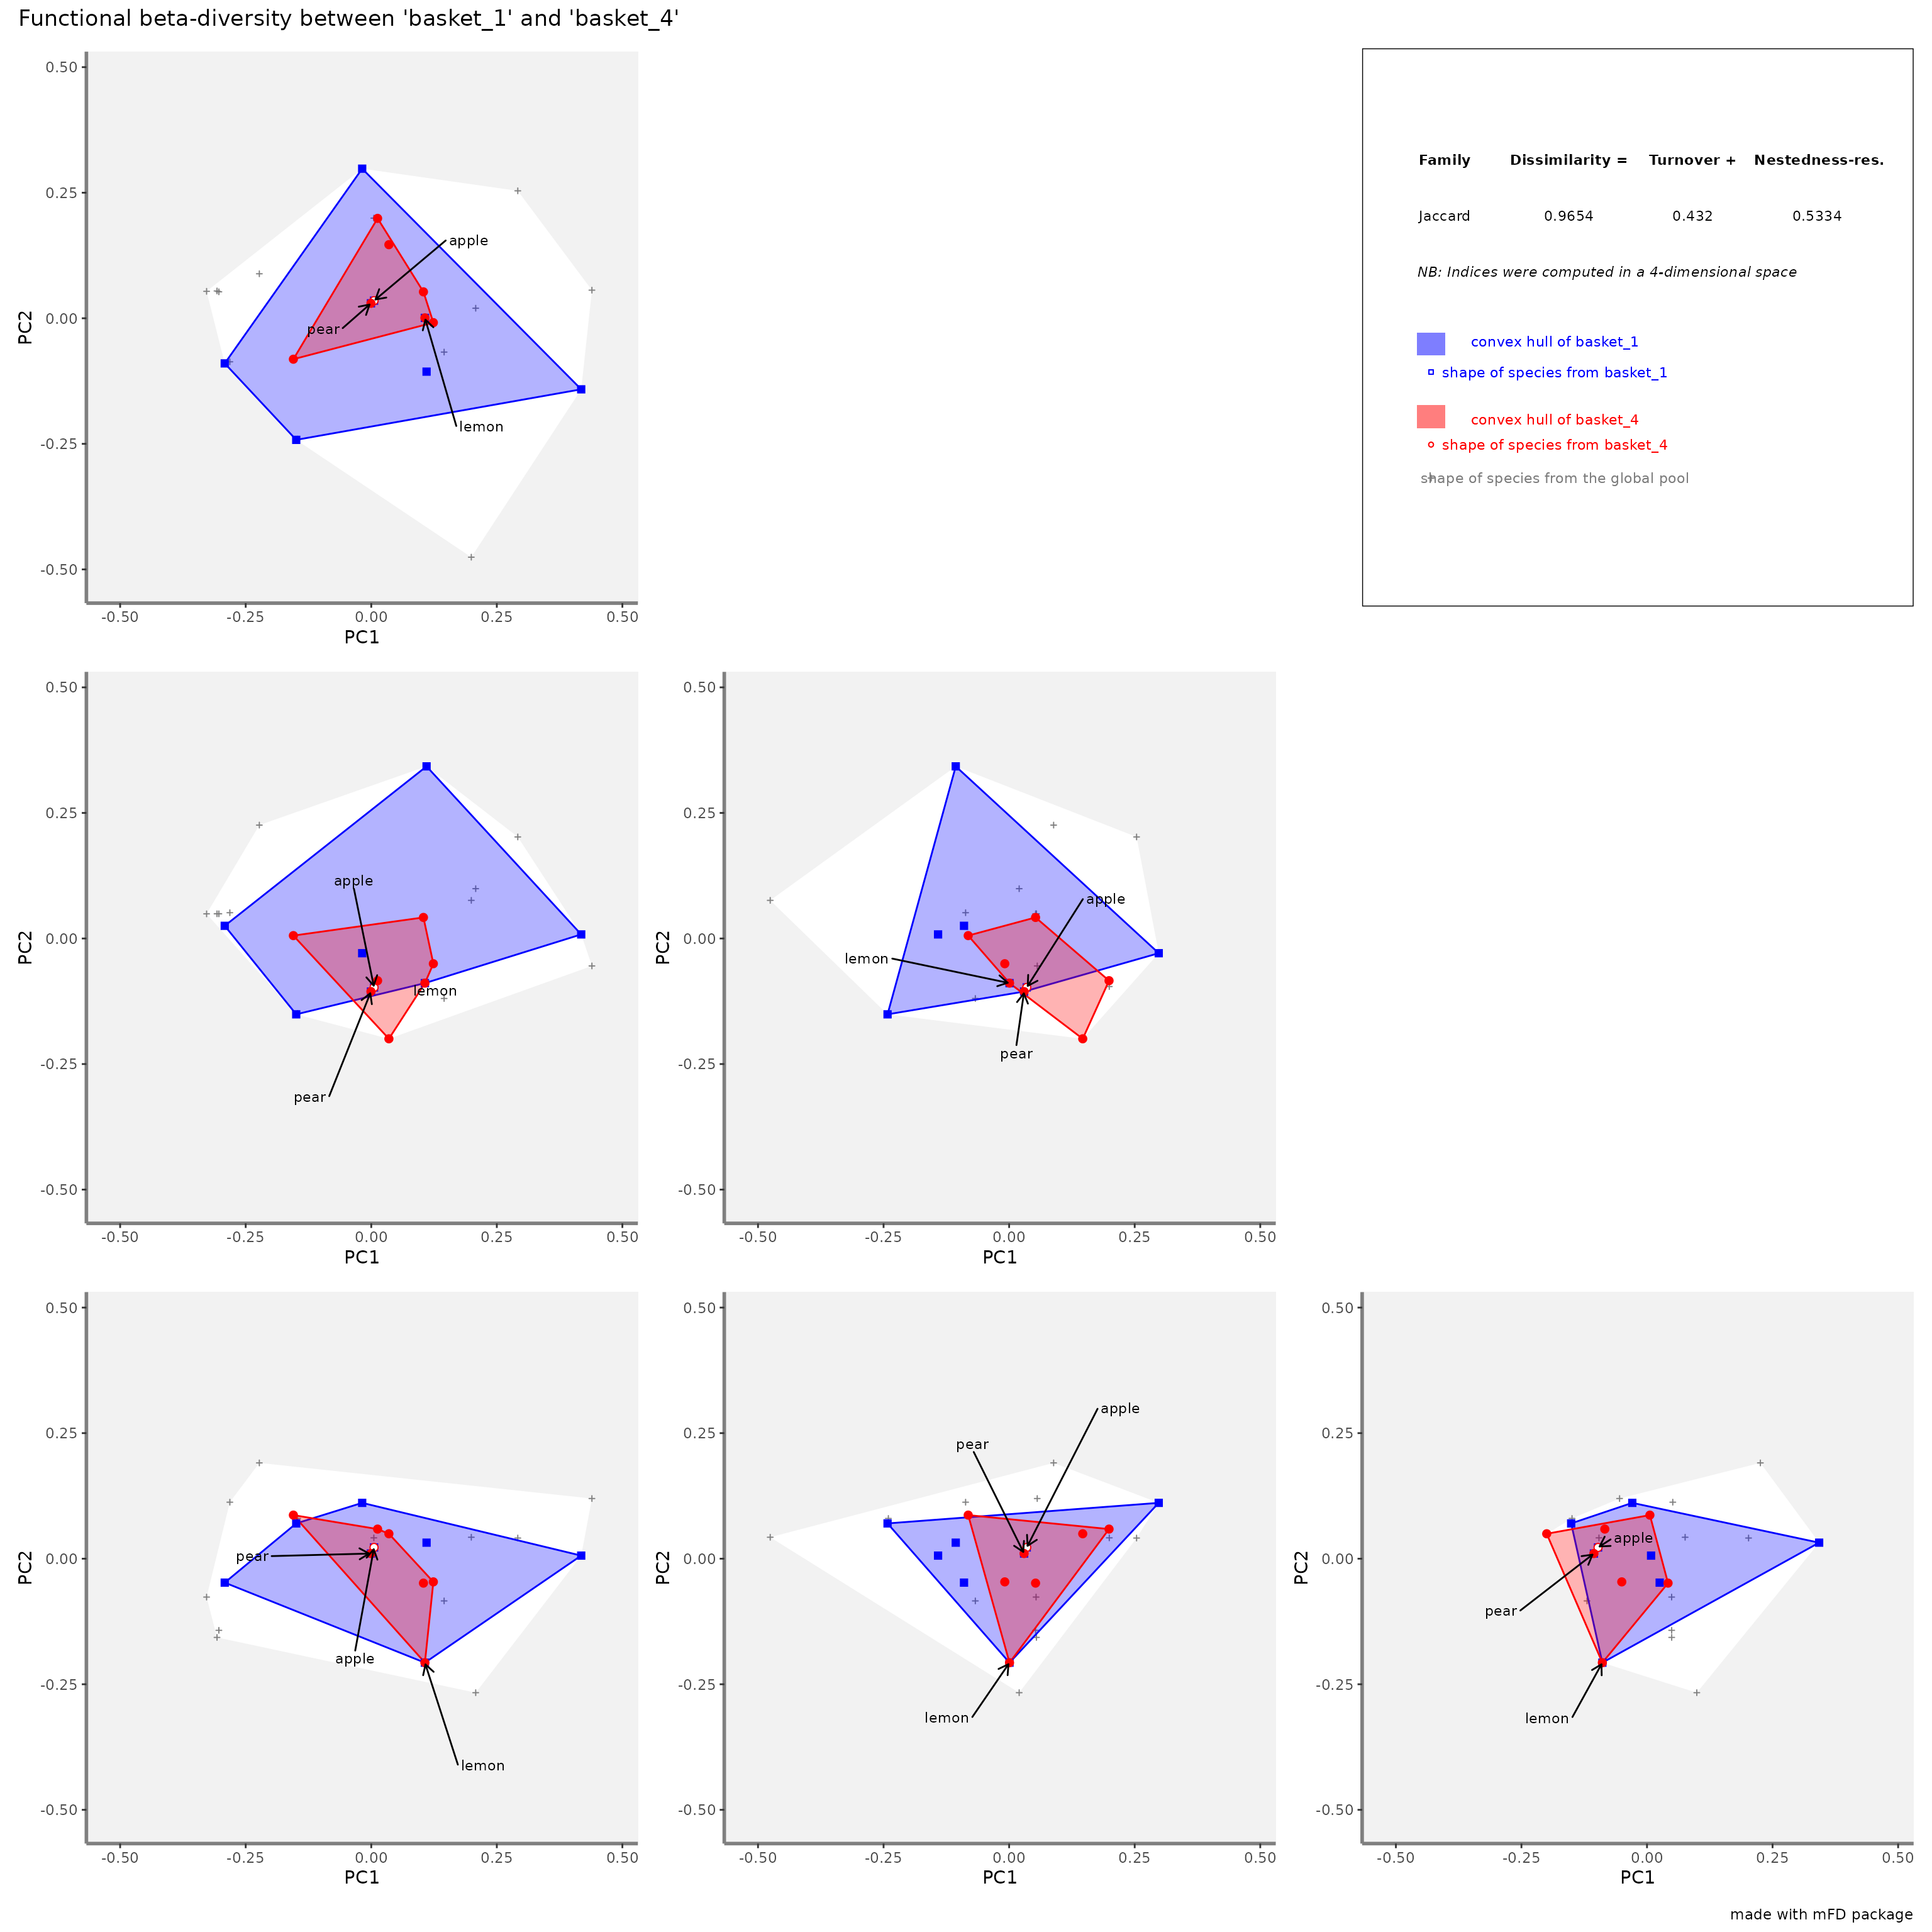 Functional beta-diversity between 'basket_1' and 'basket_4'
0.50
0.25
0.00
-0.25
-0.50
PC2
apple
pear
lemon
-0.50 -0.25 0.00 0.25 0.50
PC1
Family Dissimilarity = Turnover + Nestedness-res.
Jaccard 0.9654 0.432 0.5334
NB: Indices were computed in a 4-dimensional space
convex hull of basket_1
shape of species from basket_1
convex hull of basket_4
shape of species from basket_4
shape of species from the global pool
0.50
0.25
0.00
-0.25
-0.50
PC2
apple
lemon
pear
-0.50 -0.25 0.00 0.25 0.50
PC1
0.50
0.25
0.00
-0.25
-0.50
PC2
apple
lemon
pear
-0.50 -0.25 0.00 0.25 0.50
PC1
0.50
0.25
0.00
-0.25
-0.50
PC2
pear
apple
lemon
-0.50 -0.25 0.00 0.25 0.50
PC1
0.50
0.25
0.00
-0.25
-0.50
PC2
apple
pear
lemon
-0.50 -0.25 0.00 0.25 0.50
PC1
0.50
0.25
0.00
-0.25
-0.50
PC2
apple
pear
lemon
-0.50 -0.25 0.00 0.25 0.50
PC1
made with mFD package